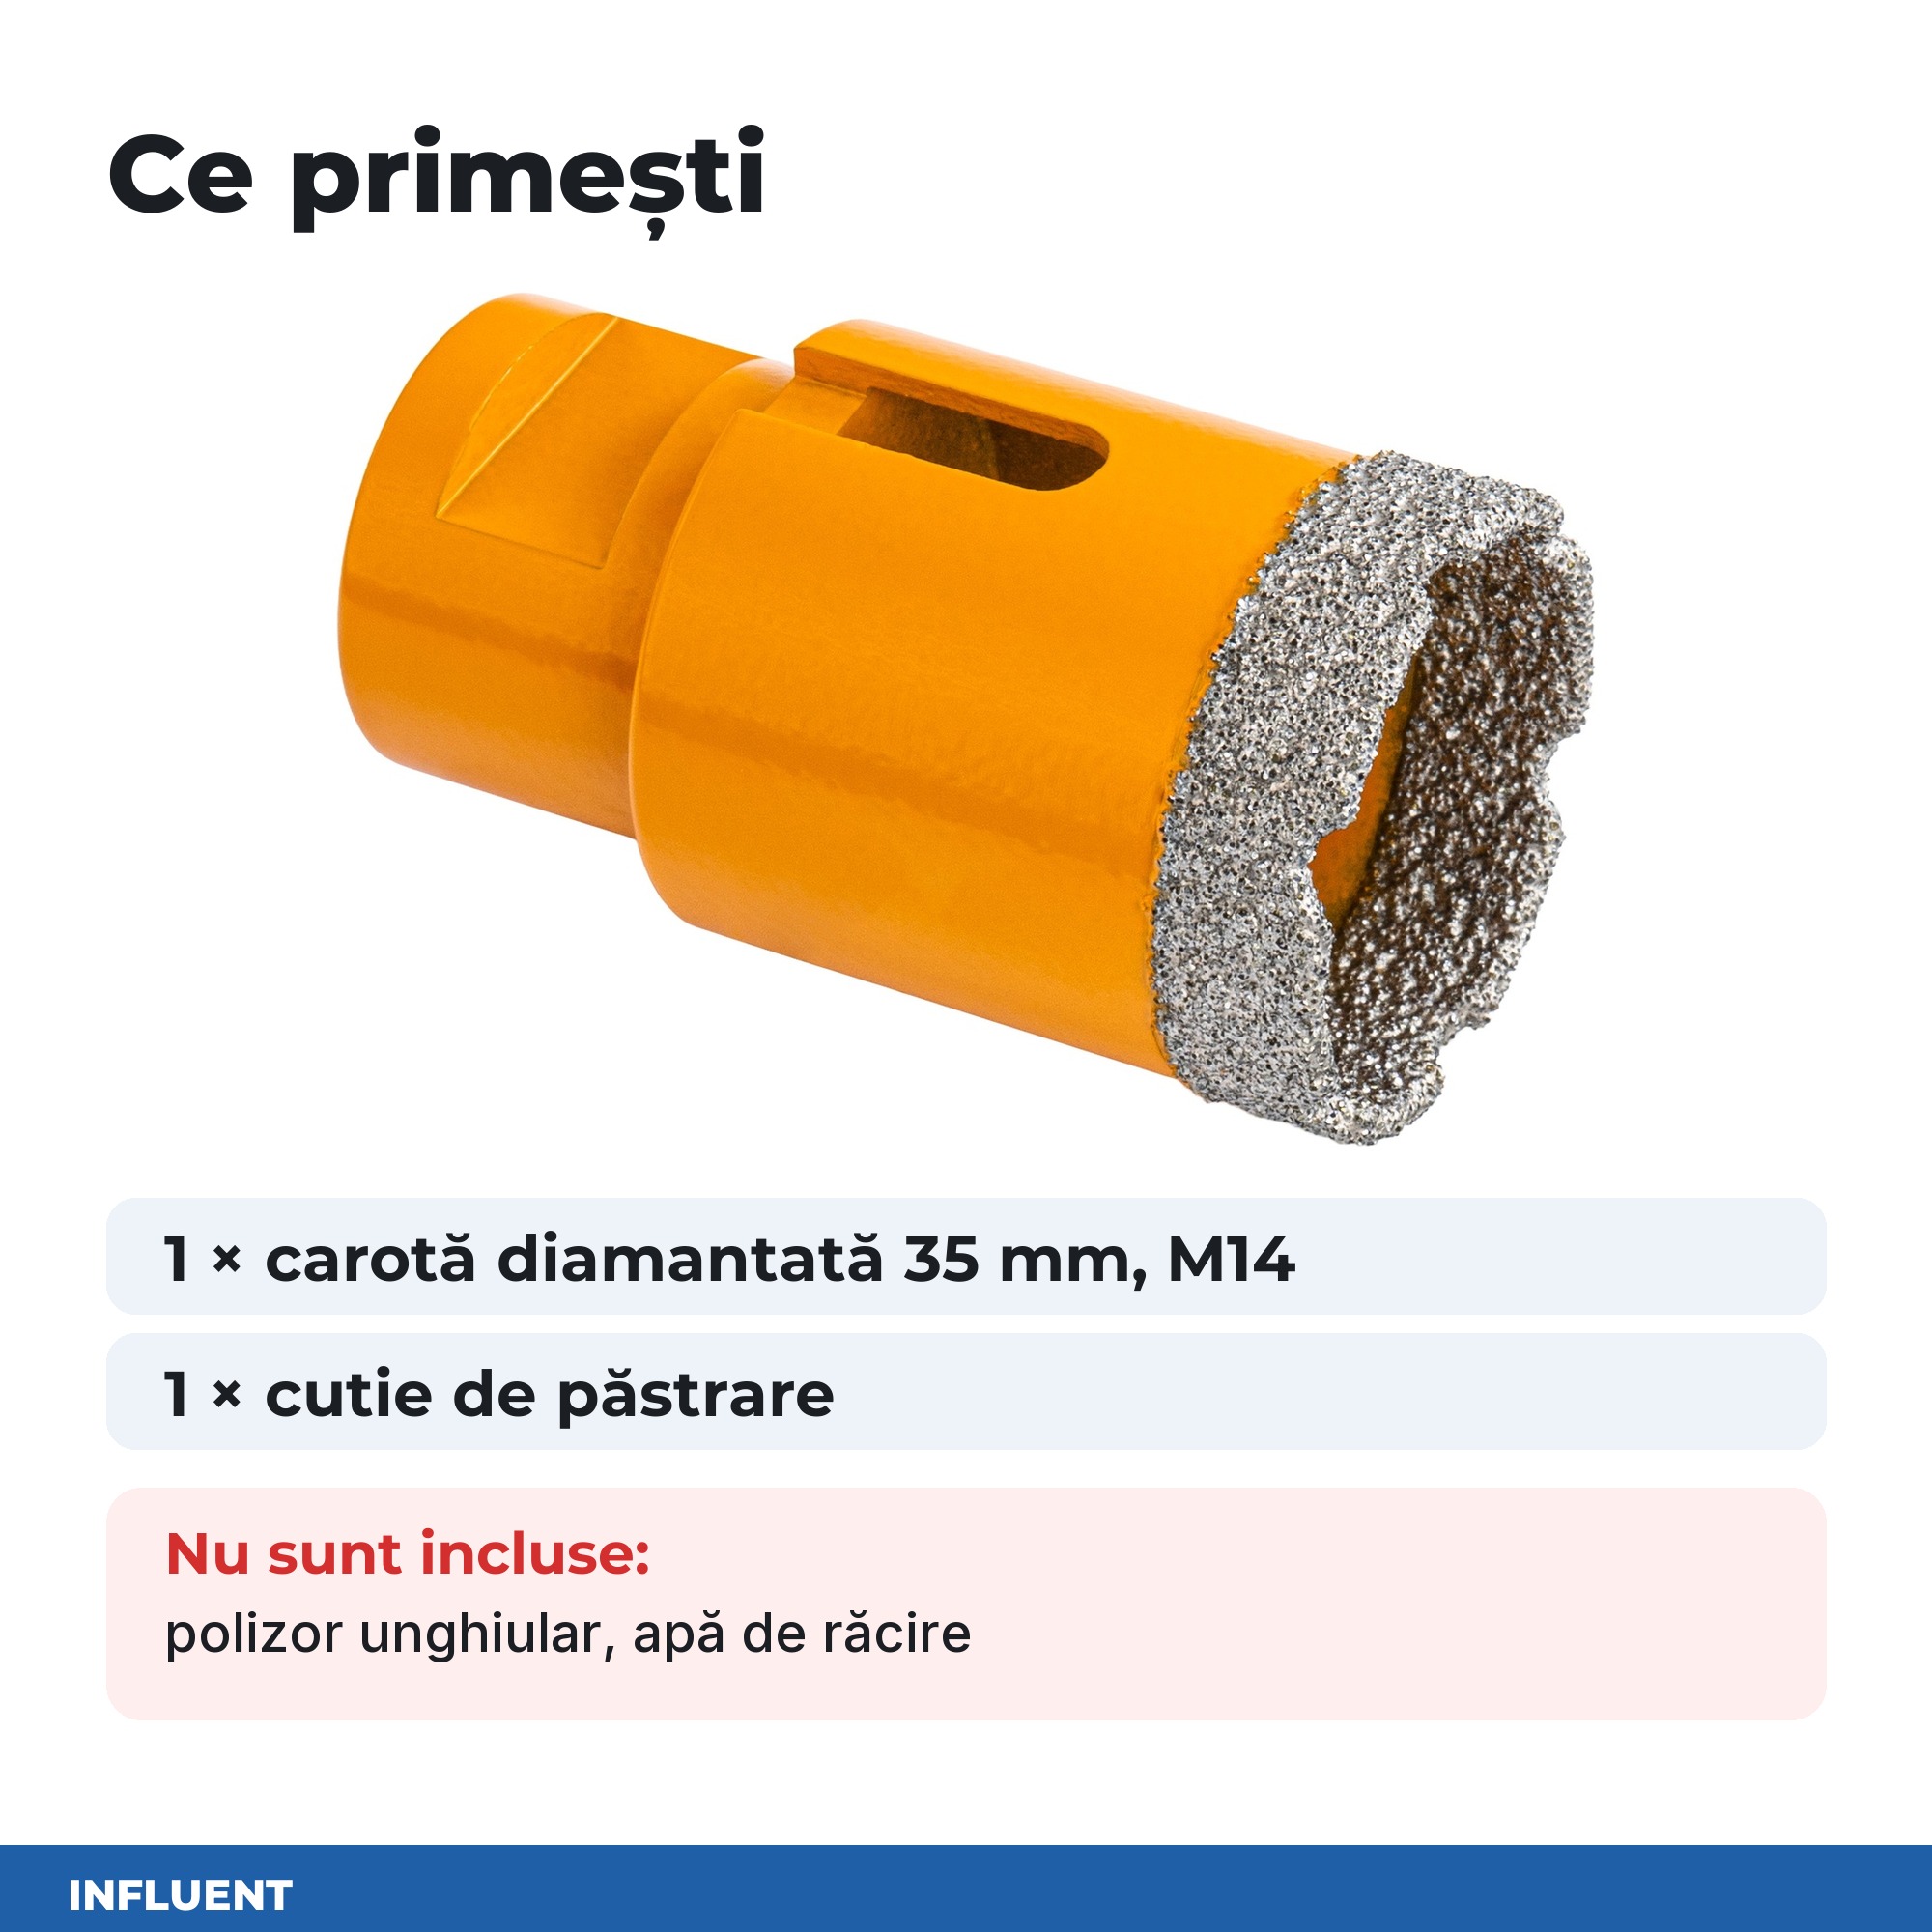 Ce primești
1 × carotă diamantată 35 mm, M14
1 × cutie de păstrare
Nu sunt incluse:
polizor unghiular, apă de răcire
INFLUENT